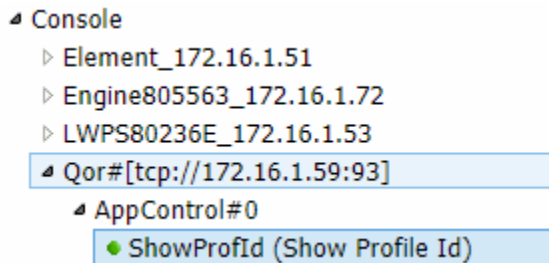 Console
Element_172.16.1.51
Engine805563_172.16.1.72
LWPS80236E_172.16.1.53
Qor#[tcp://172.16.1.59:93]
AppControl#0
ShowProfId (Show Profile Id)